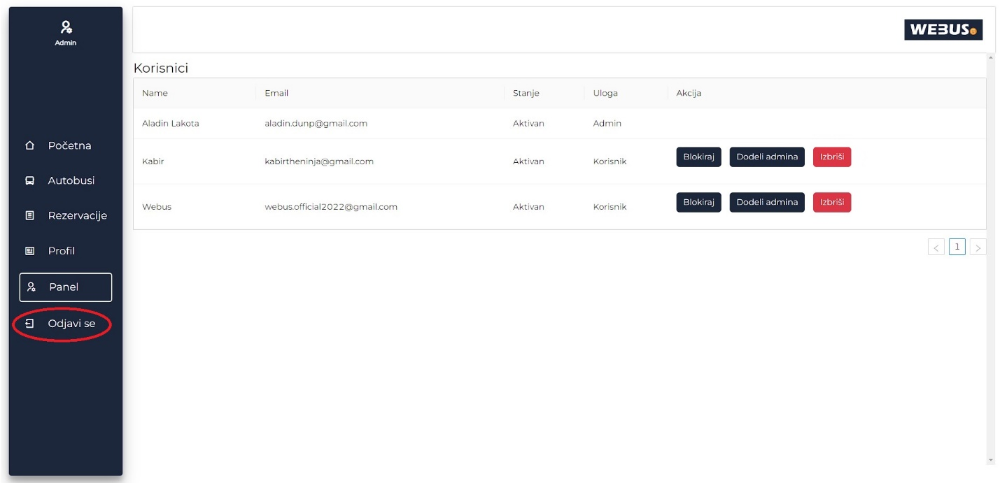 Admin
WEBUS
Početna
Autobusi
Rezervacije
Profil
Panel
Odjavi se
Korisnici
Name Email Stanje Uloga Akcija
Aladin Lakota aladin.dunp@gmail.com Aktivan Admin
Kabir kabirtheninja@gmail.com Aktivan Korisnik Blokiraj Dodeli admina Izbriši
Webus webus.official2022@gmail.com Aktivan Korisnik Blokiraj Dodeli admina Izbriši
< 1 >